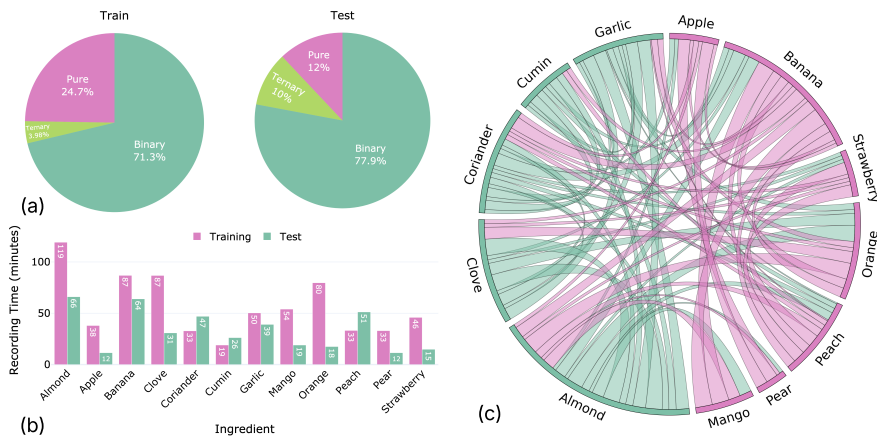 Train
Test
Pure
24.7%
Ternary
3.98%
Binary
71.3%
Pure
12%
Ternary
10%
Binary
77.9%
(a)
Recording Time (minutes)
Training
Test
100
50
0
119
66
38
12
87
64
87
31
33
47
19
26
50
39
54
19
80
18
33
51
33
12
46
15
Almond
Apple
Banana
Clove
Coriander
Cumin
Garlic
Mango
Orange
Peach
Pear
Strawberry
(b)
Ingredient
Apple
Banana
Strawberry
Orange
Peach
Pear
Mango
Almond
Clove
Coriander
Cumin
Garlic
(c)